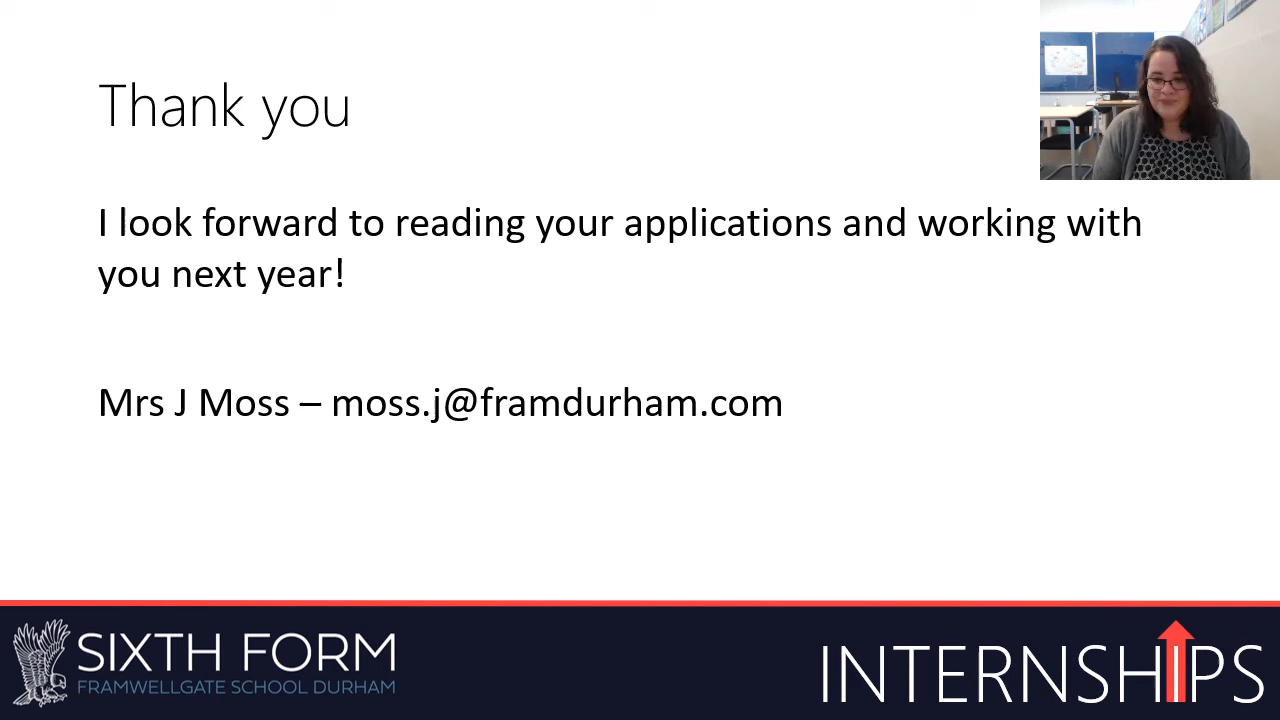 Thank you
I look forward to reading your applications and working with
you next year!
Mrs J Moss – moss.j@framdurham.com
SIXTH FORM
FRAMWELLGATE SCHOOL DURHAM
INTERNSHIPS